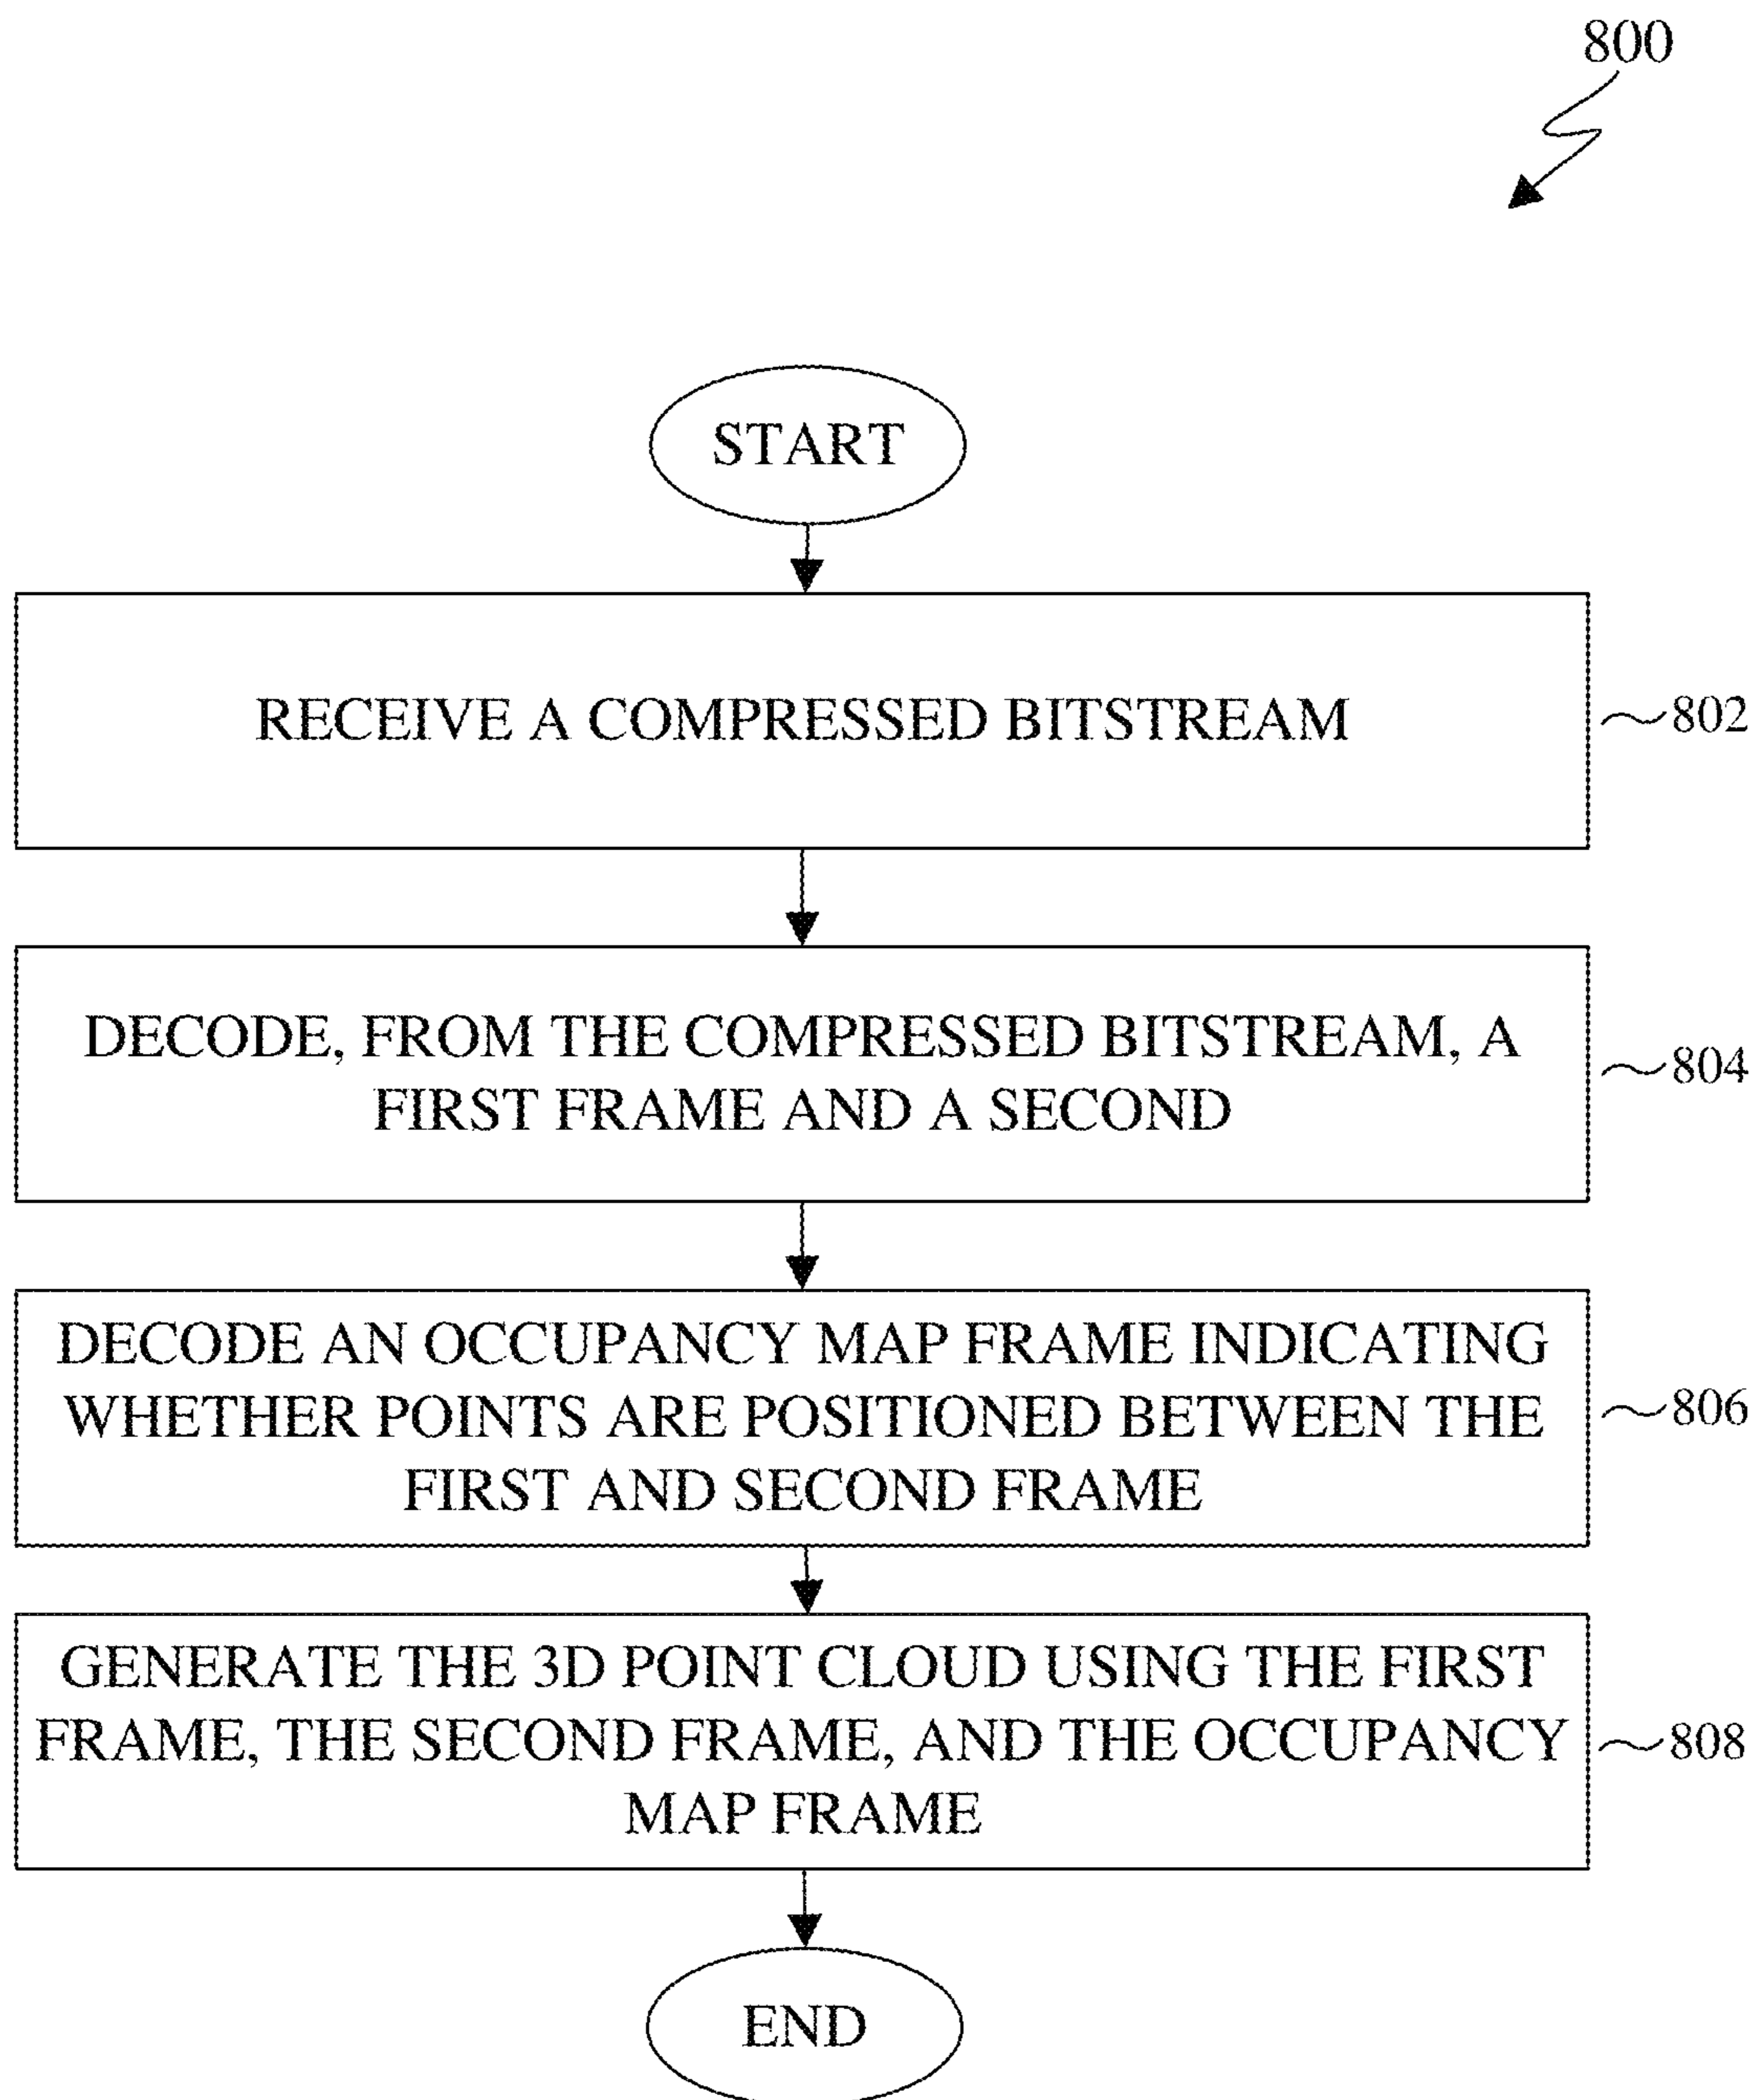 800
START
RECEIVE A COMPRESSED BITSTREAM
802
DECODE, FROM THE COMPRESSED BITSTREAM, A
FIRST FRAME AND A SECOND
804
DECODE AN OCCUPANCY MAP FRAME INDICATING
WHETHER POINTS ARE POSITIONED BETWEEN THE
FIRST AND SECOND FRAME
806
GENERATE THE 3D POINT CLOUD USING THE FIRST
FRAME, THE SECOND FRAME, AND THE OCCUPANCY
MAP FRAME
808
END